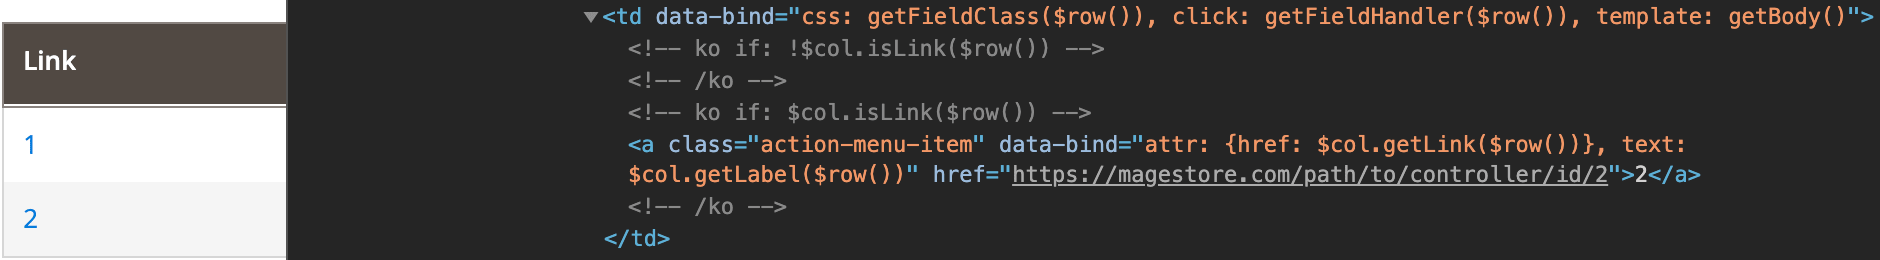 Link
1
2
<td data-bind="css: getFieldClass($row()), click: getFieldHandler($row()), template: getBody()">
<!-- ko if: !$col.isLink($row()) -->
<!-- /ko -->
<!-- ko if: $col.isLink($row()) -->
<a class="action-menu-item" data-bind="attr: {href: $col.getLink($row())}, text:
$col.getLabel($row())" href="https://magestore.com/path/to/controller/id/2">2</a>
<!-- /ko -->
</td>